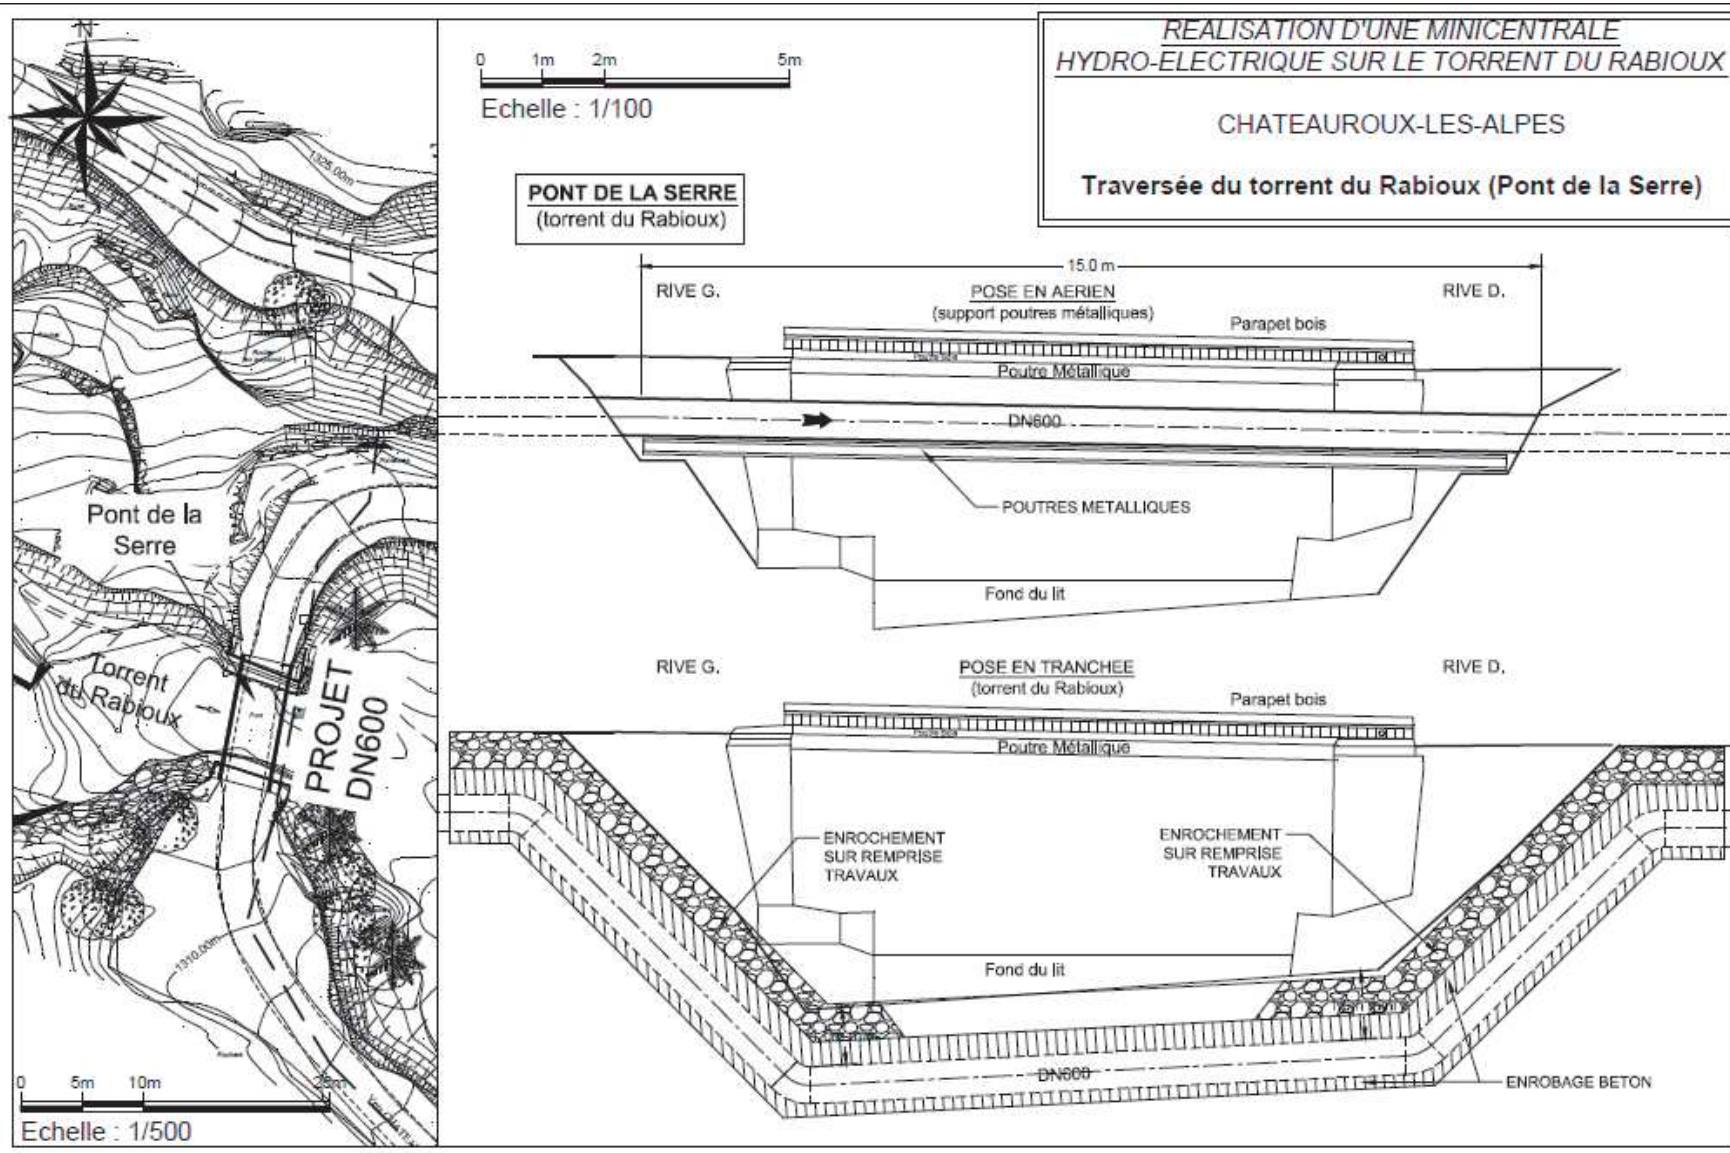 N
1325.00m
Pont de la
Serre
Torrent
du Rabioux
PROJET
DN600
1310.00m
0 5m 10m 25m
Echelle : 1/500
0 1m 2m 5m
Echelle : 1/100
REALISATION D'UNE MINICENTRALE
HYDRO-ELECTRIQUE SUR LE TORRENT DU RABIOUX
CHATEAUROUX-LES-ALPES
Traversée du torrent du Rabioux (Pont de la Serre)
PONT DE LA SERRE
(torrent du Rabioux)
15.0 m
RIVE G.
POSE EN AERIEN
(support poutres métalliques)
RIVE D.
Parapet bois
Poutre Métallique
DN600
POUTRES METALLIQUES
Fond du lit
RIVE G.
POSE EN TRANCHEE
(torrent du Rabioux)
RIVE D.
Parapet bois
Poutre Métallique
ENROCHEMENT
SUR REMPRISE
TRAVAUX
ENROCHEMENT
SUR REMPRISE
TRAVAUX
Fond du lit
DN600
ENROBAGE BETON